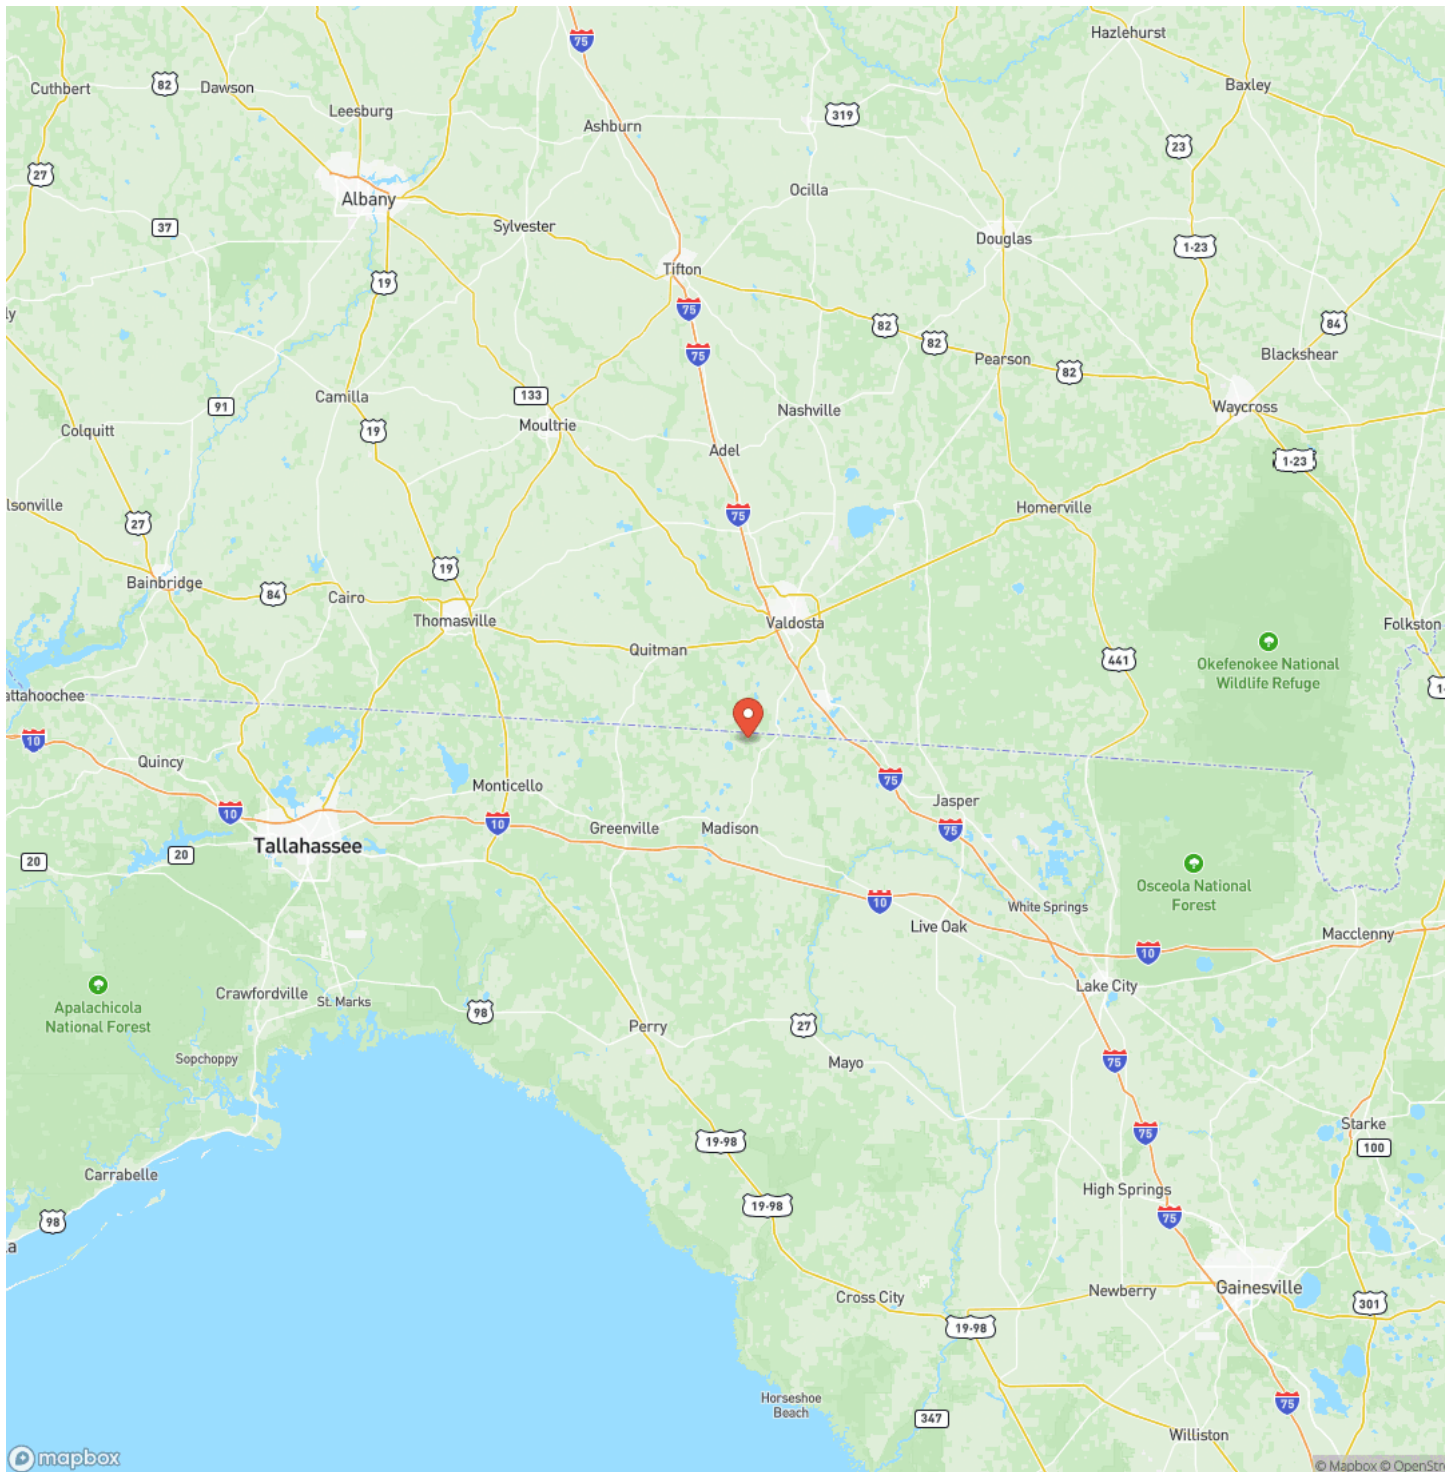 75
Hazlehurst
Cuthbert
82
Dawson
Baxley
Leesburg
Ashburn
319
23
27
Albany
Ocilla
37
Sylvester
Douglas
1-23
Tifton
19
75
ly
82
84
82
75
Pearson
82
Blackshear
Camilla
133
91
Nashville
Waycross
19
Colquitt
Moultrie
Adel
1-23
lsonville
75
Homerville
27
19
Bainbridge
84
Cairo
Thomasville
Valdosta
Folkston
Quitman
441
Okefenokee National
Wildlife Refuge
attahoochee
1-
10
Quincy
75
Monticello
Jasper
10
10
Greenville
Madison
75
Tallahassee
20
20
Osceola National
Forest
10
White Springs
Live Oak
Macclenny
10
Lake City
Apalachicola
National Forest
Crawfordville
St. Marks
98
Perry
27
Sopchoppy
Mayo
75
Starke
75
19-98
100
Carrabelle
High Springs
19-98
98
75
la
Gainesville
Newberry
Cross City
301
19-98
Horseshoe
Beach
75
347
Williston
mapbox
© Mapbox © OpenStr